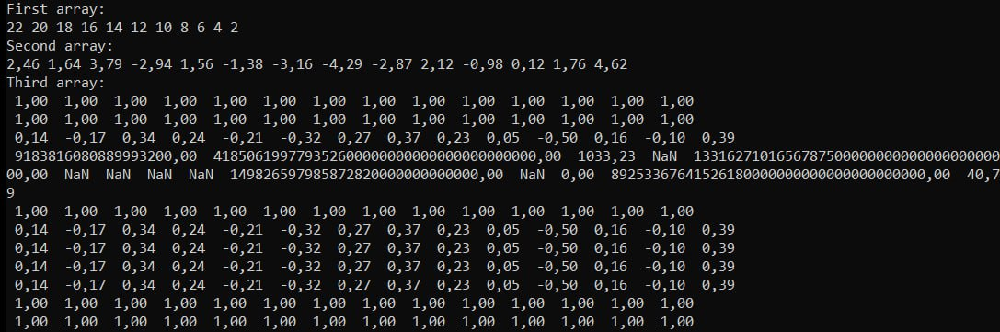 First array:
22 20 18 16 14 12 10 8 6 4 2
Second array:
2,46 1,64 3,79 -2,94 1,56 -1,38 -3,16 -4,29 -2,87 2,12 -0,98 0,12 1,76 4,62
Third array:
1,00  1,00  1,00  1,00  1,00  1,00  1,00  1,00  1,00  1,00  1,00  1,00  1,00  1,00
1,00  1,00  1,00  1,00  1,00  1,00  1,00  1,00  1,00  1,00  1,00  1,00  1,00  1,00
0,14  -0,17  0,34  0,24  -0,21  -0,32  0,27  0,37  0,23  0,05  -0,50  0,16  -0,10  0,39
9183816080889993200,00  418506199779352600000000000000000000000,00  1033,23  NaN  1331627101656787500000000000000000000
00,00  NaN  NaN  NaN  NaN  149826597985872820000000000000,00  NaN  0,00  89253367641526180000000000000000000000,00  40,7
9
1,00  1,00  1,00  1,00  1,00  1,00  1,00  1,00  1,00  1,00  1,00  1,00  1,00  1,00
0,14  -0,17  0,34  0,24  -0,21  -0,32  0,27  0,37  0,23  0,05  -0,50  0,16  -0,10  0,39
0,14  -0,17  0,34  0,24  -0,21  -0,32  0,27  0,37  0,23  0,05  -0,50  0,16  -0,10  0,39
0,14  -0,17  0,34  0,24  -0,21  -0,32  0,27  0,37  0,23  0,05  -0,50  0,16  -0,10  0,39
0,14  -0,17  0,34  0,24  -0,21  -0,32  0,27  0,37  0,23  0,05  -0,50  0,16  -0,10  0,39
1,00  1,00  1,00  1,00  1,00  1,00  1,00  1,00  1,00  1,00  1,00  1,00  1,00  1,00
1,00  1,00  1,00  1,00  1,00  1,00  1,00  1,00  1,00  1,00  1,00  1,00  1,00  1,00